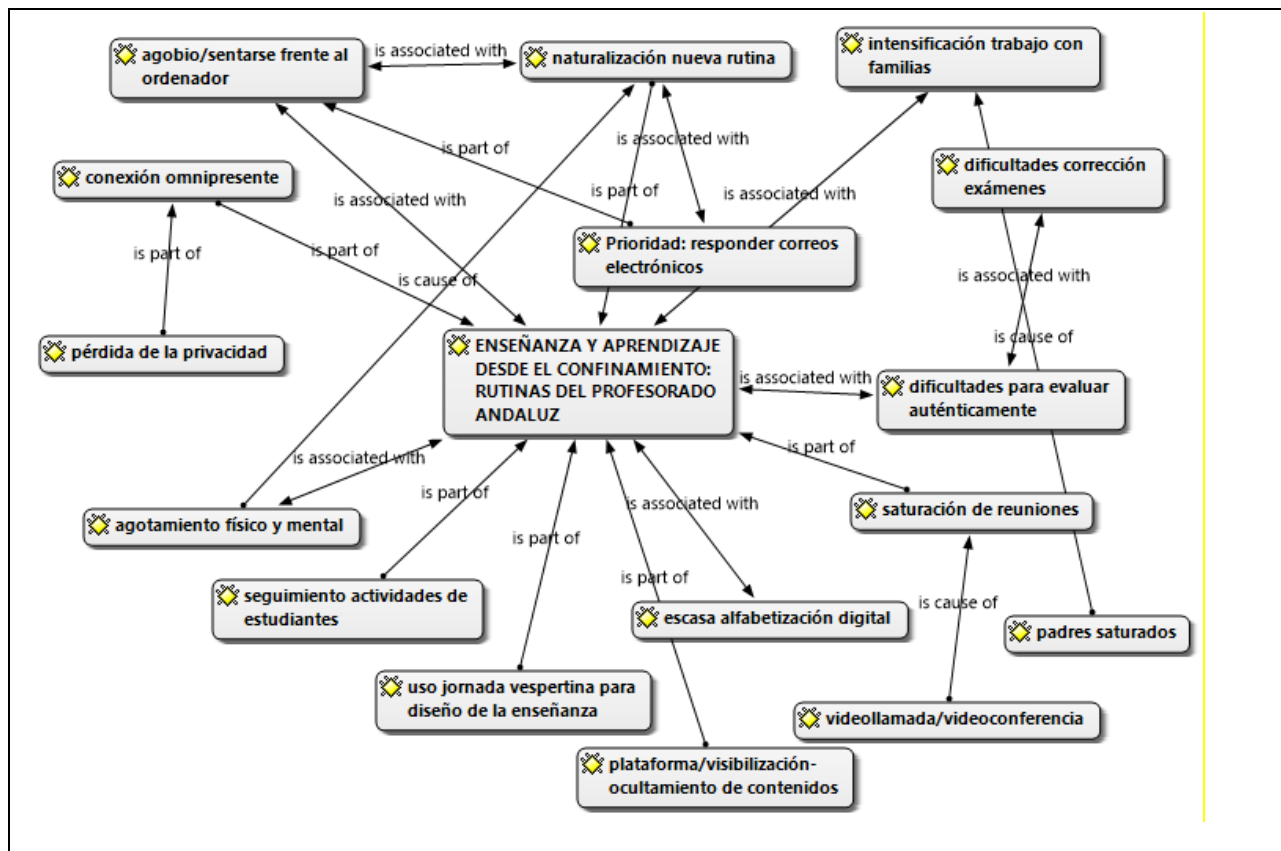 agobio/sentarse frente al
ordenador
is associated with
naturalización nueva rutina
intensificación trabajo con
familias
is associated with
is part of
dificultades corrección
exámenes
conexión omnipresente
is part of
is associated with
is associated with
Prioridad: responder correos
electrónicos
is part of
is part of
is cause of
is associated with
pérdida de la privacidad
ENSEÑANZA Y APRENDIZAJE
DESDE EL CONFINAMIENTO:
RUTINAS DEL PROFESORADO
ANDALUZ
is cause of
is associated with
dificultades para evaluar
auténticamente
is part of
is associated with
is part of
is associated with
saturación de reuniones
agotamiento físico y mental
is part of
is part of
seguimiento actividades de
estudiantes
is cause of
escasa alfabetización digital
padres saturados
uso jornada vespertina para
diseño de la enseñanza
videollamada/videoconferencia
plataforma/visibilización-
ocultamiento de contenidos